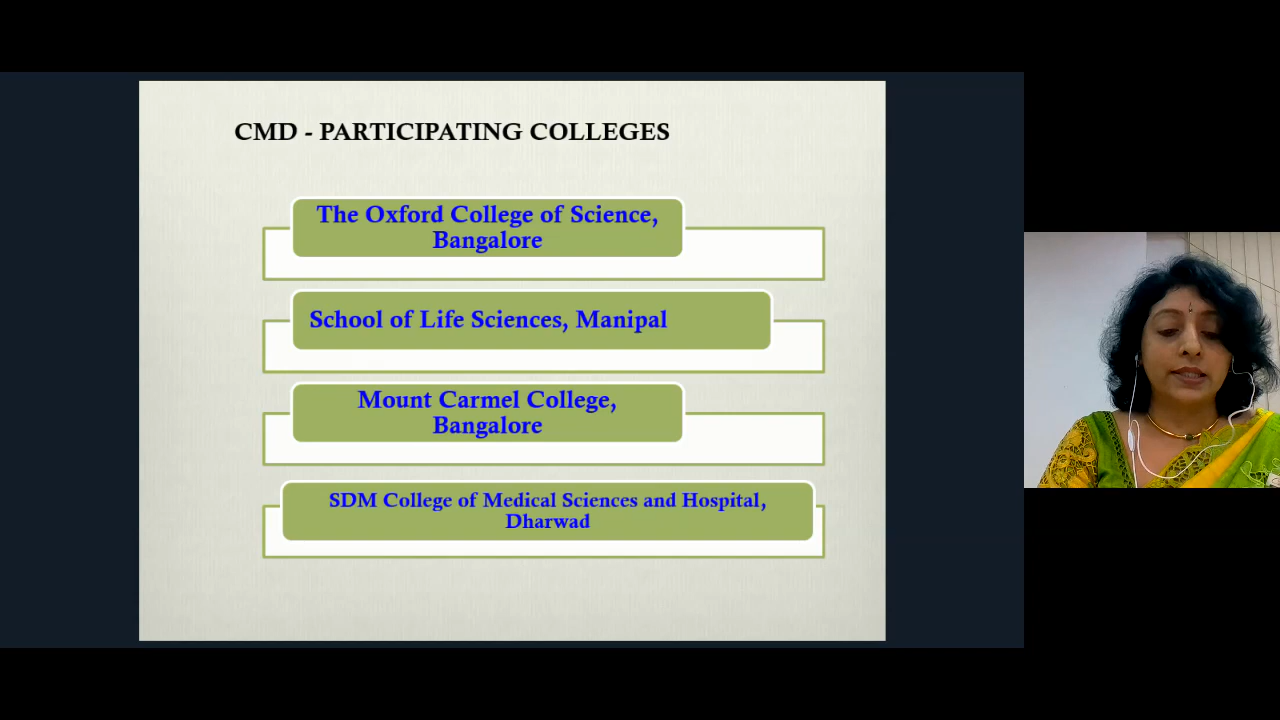 CMD - PARTICIPATING COLLEGES
The Oxford College of Science,
Bangalore
School of Life Sciences, Manipal
Mount Carmel College,
Bangalore
SDM College of Medical Sciences and Hospital,
Dharwad